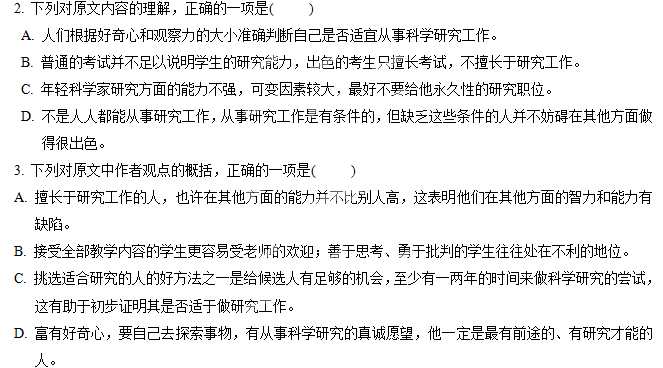 2. 下列对原文内容的理解，正确的一项是(　　)
A. 人们根据好奇心和观察力的大小准确判断自己是否适宜从事科学研究工作。
B. 普通的考试并不足以说明学生的研究能力，出色的考生只擅长考试，不擅长于研究工作。
C. 年轻科学家研究方面的能力不强，可变因素较大，最好不要给他永久性的研究职位。
D. 不是人人都能从事研究工作，从事研究工作是有条件的，但缺乏这些条件的人并不妨碍在其他方面做
得很出色。
3. 下列对原文中作者观点的概括，正确的一项是(　　)
A. 擅长于研究工作的人，也许在其他方面的能力并不比别人高，这表明他们在其他方面的智力和能力有
缺陷。
B. 接受全部教学内容的学生更容易受老师的欢迎；善于思考、勇于批判的学生往往处在不利的地位。
C. 挑选适合研究的人的好方法之一是给候选人有足够的机会，至少有一两年的时间来做科学研究的尝试，
这有助于初步证明其是否适于做研究工作。
D. 富有好奇心，要自己去探索事物，有从事科学研究的真诚愿望，他一定是最有前途的、有研究才能的
人。